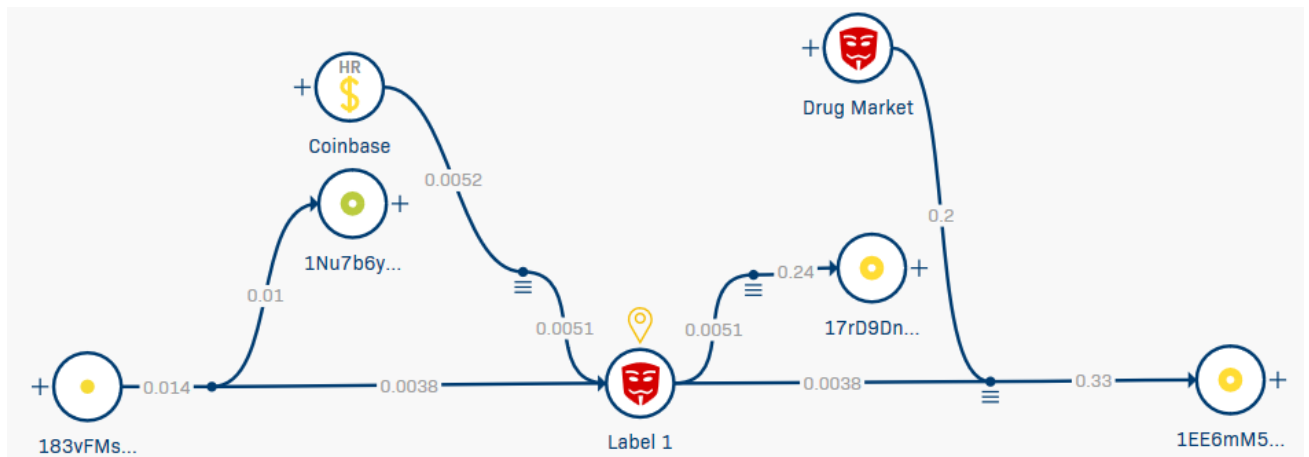 HR
Coinbase
Drug Market
0.0052
0.2
1Nu7b6y...
0.01
0.24
17rD9Dn...
0.0051
0.0051
0.014
0.0038
0.0038
0.33
183vFMs...
Label 1
1EE6mM5...